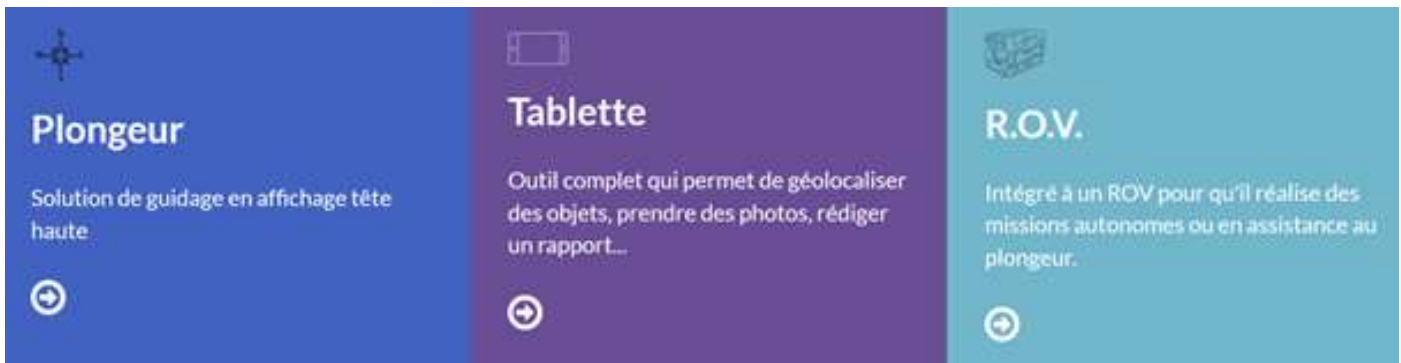 Plongeur
Solution de guidage en affichage tête
haute
Tablette
Outil complet qui permet de géolocaliser
des objets, prendre des photos, rédiger
un rapport...
R.O.V.
Intégré à un ROV pour qu'il réalise des
missions autonomes ou en assistance au
plongeur.